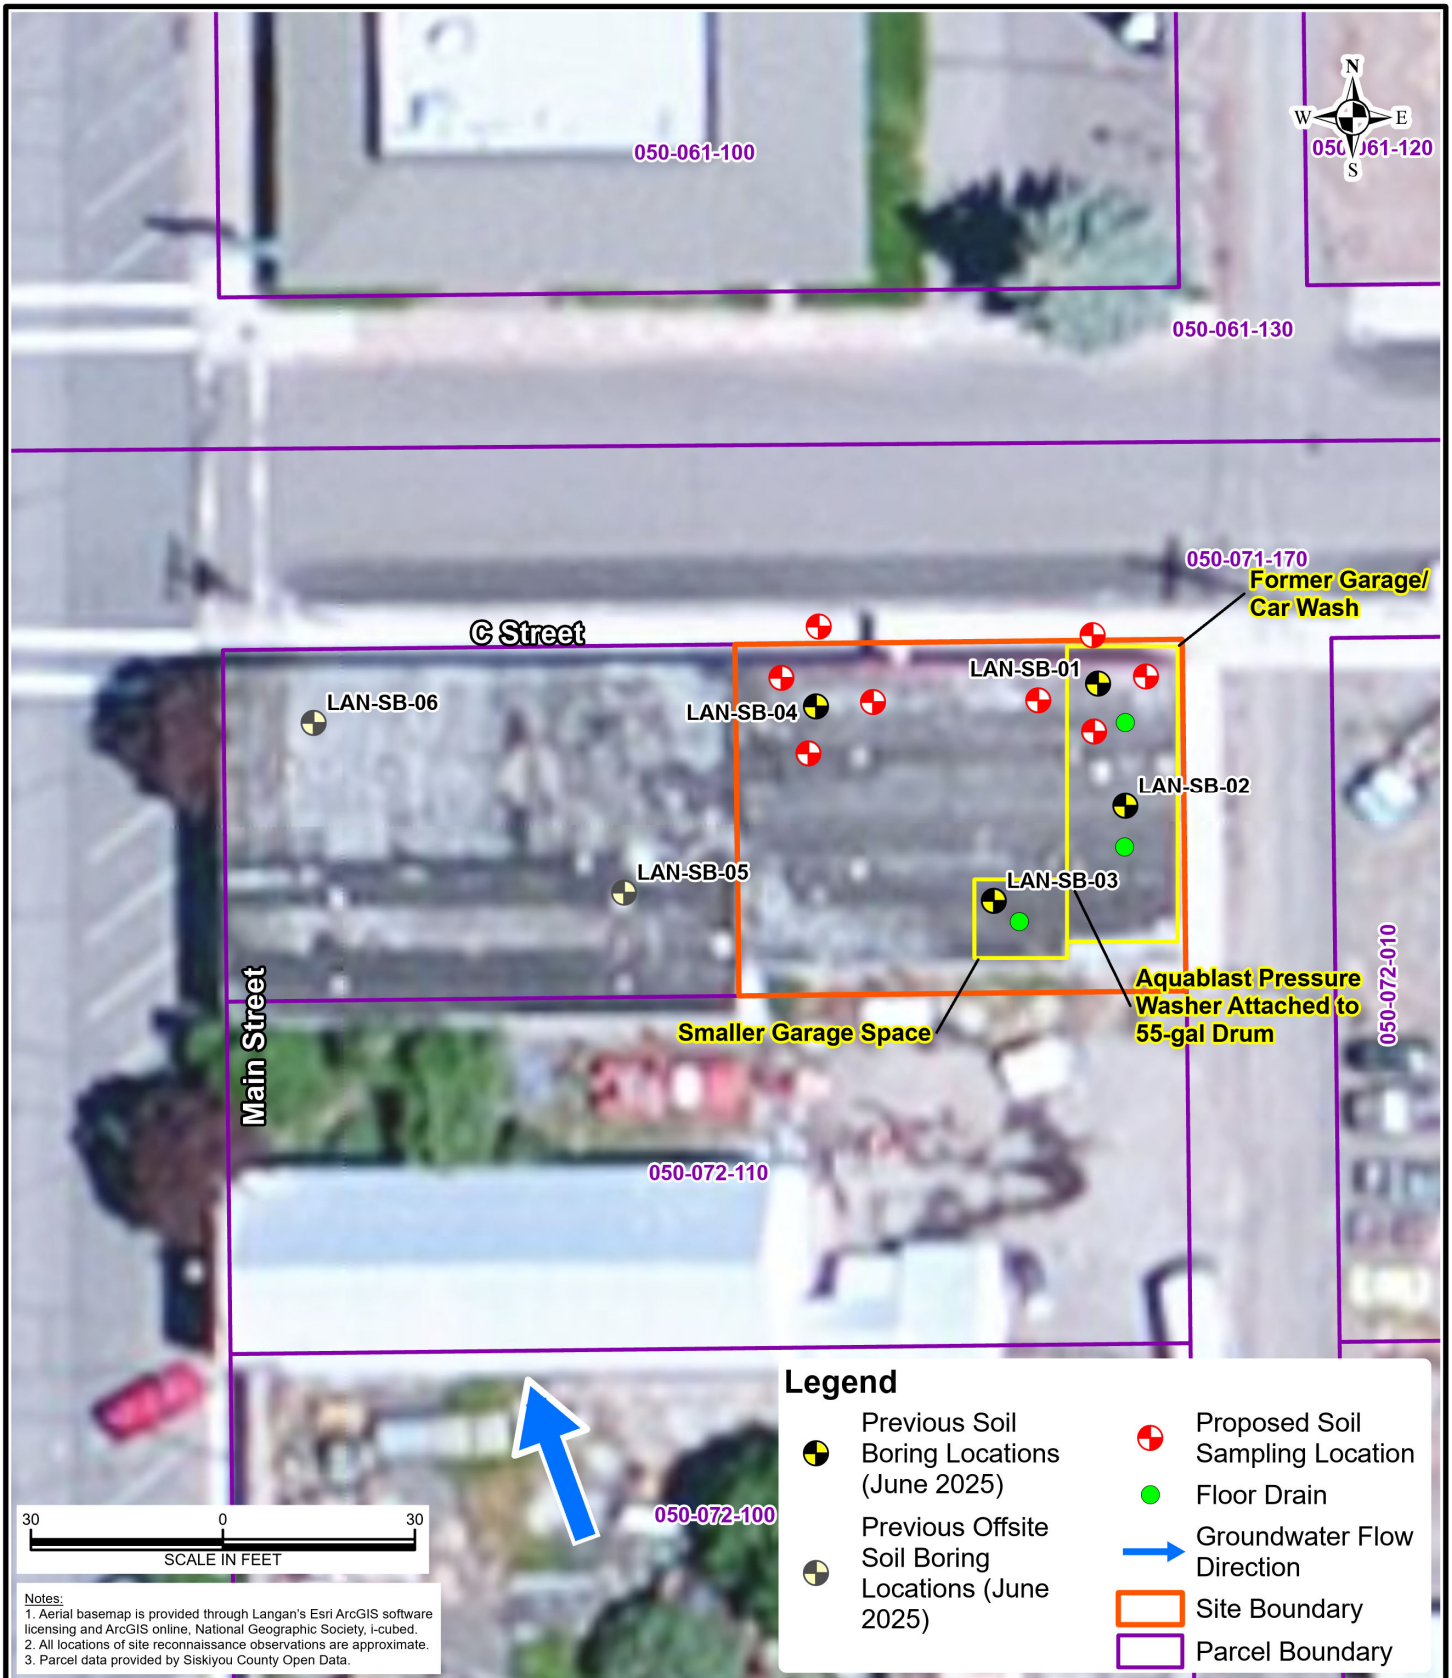 N
W
E
S
050-061-100
050-061-120
050-061-130
050-071-170
Former Garage/
Car Wash
C Street
LAN-SB-01
LAN-SB-06
LAN-SB-04
LAN-SB-02
LAN-SB-05
LAN-SB-03
050-072-010
Main Street
Aquablast Pressure
Washer Attached to
55-gal Drum
Smaller Garage Space
050-072-110
050-072-100
Legend
Previous Soil
Boring Locations
(June 2025)
Previous Offsite
Soil Boring
Locations (June
2025)
Proposed Soil
Sampling Location
Floor Drain
Groundwater Flow
Direction
Site Boundary
Parcel Boundary
30
0
30
SCALE IN FEET
Notes:
1. Aerial basemap is provided through Langan's Esri ArcGIS software
licensing and ArcGIS online, National Geographic Society, i-cubed.
2. All locations of site reconnaissance observations are approximate.
3. Parcel data provided by Siskiyou County Open Data.